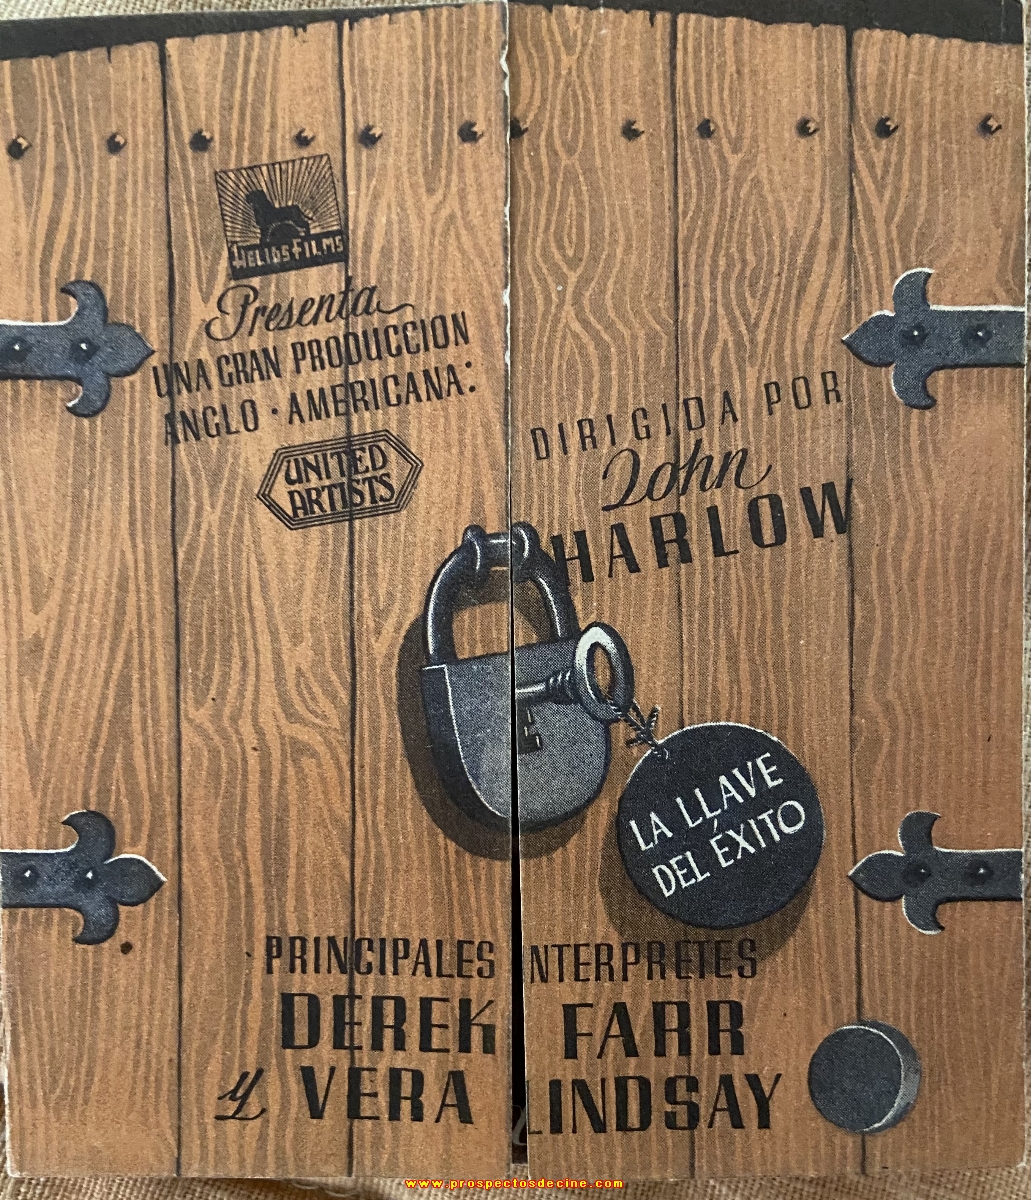 HELIOS FILMS
Presenta
UNA GRAN PRODUCCION
ANGLO·AMERICANA:
UNITED
ARTISTS
DIRIGIDA POR
John
HARLOW
LA LLAVE
DEL ÉXITO
PRINCIPALES NTERPRETES
DEREK FARR
y VERA LINDSAY
www.prospectosdecine.com